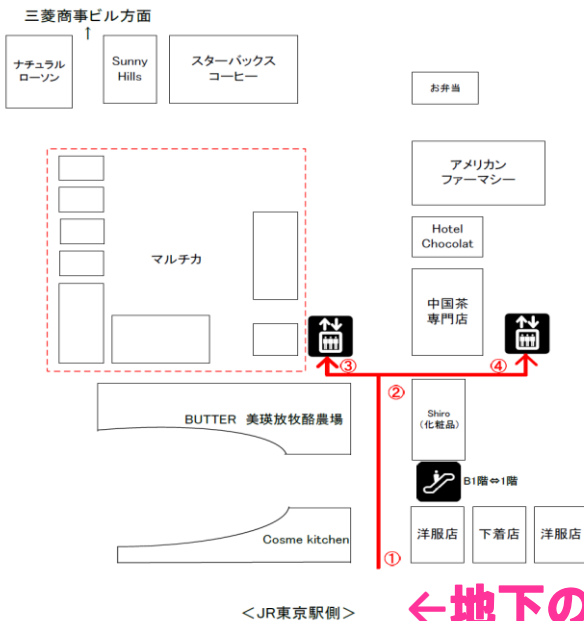 三菱商事ビル方面
↑
ナチュラル
ローソン
Sunny
Hills
スターバックス
コーヒー
お弁当
アメリカン
ファーマシー
Hotel
Chocolat
マルチカ
中国茶
専門店
③
④
②
BUTTER 美瑛放牧酪農場
Shiro
(化粧品)
B1階⇔1階
Cosme kitchen
洋服店
下着店
洋服店
①
＜JR東京駅側＞
←地下の